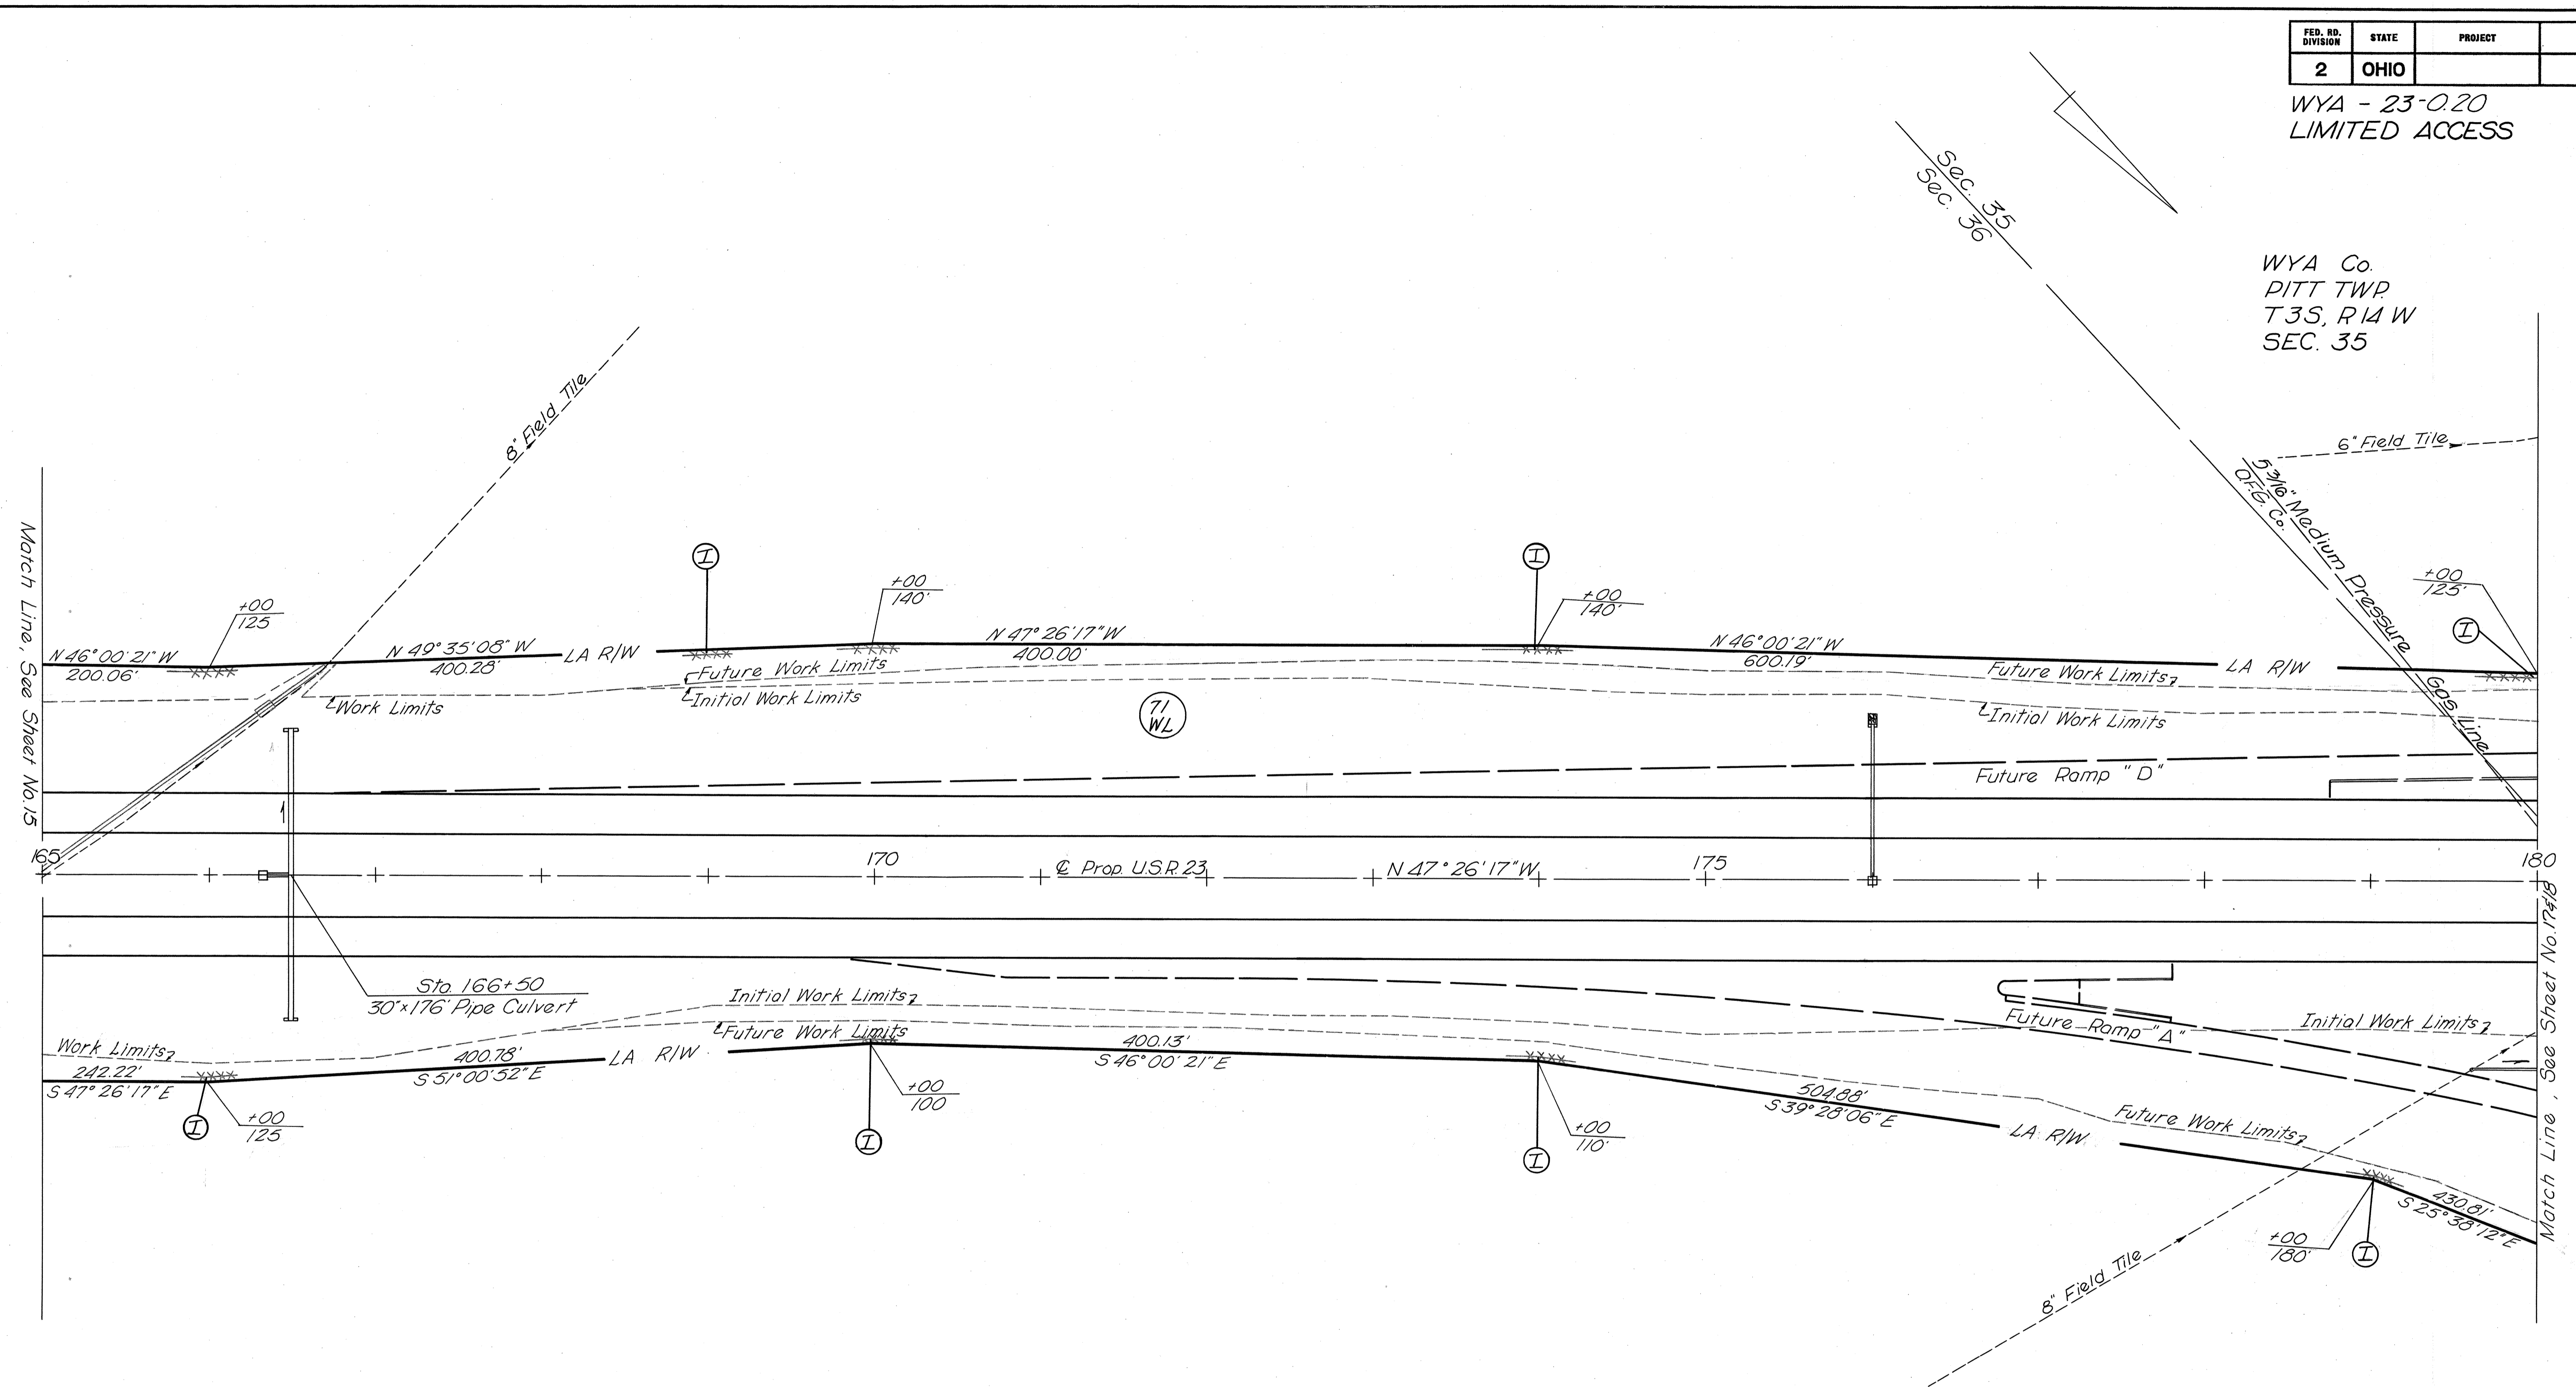 FED. RD. DIVISION STATE PROJECT
2 OHIO
WYA - 23-0.20
LIMITED ACCESS
Sec. 35
Sec. 36
WYA Co.
PITT TWP.
T 3S, R 14 W
SEC. 35
8" Field Tile
6" Field Tile
5 3/16" Medium Pressure Gas Line
O.F.G. Co.
Match Line, See Sheet No. 15
I
I
+00
125
+00
140'
+00
140'
+00
125'
I
N 46° 00' 21" W
200.06'
N 49° 35' 08" W
400.28'
LA R/W
N 47° 26' 17" W
400.00'
N 46° 00' 21" W
600.19'
LA R/W
Future Work Limits
Future Work Limits
Work Limits
Initial Work Limits
Initial Work Limits
71
WL
Future Ramp "D"
165
170
175
180
℄ Prop. U.S.R. 23
N 47° 26' 17" W
Sta. 166+50
30" x 176' Pipe Culvert
Initial Work Limits
Future Work Limits
Future Ramp "A"
Initial Work Limits
Work Limits
242.22'
S 47° 26' 17" E
400.78'
S 51° 00' 52" E
LA R/W
400.13'
S 46° 00' 21" E
504.88'
S 39° 28' 06" E
LA R/W
Future Work Limits
430.81'
S 25° 38' 12" E
I
+00
125
I
+00
100
I
+00
110'
+00
180'
I
8" Field Tile
Match Line, See Sheet No. 17&18